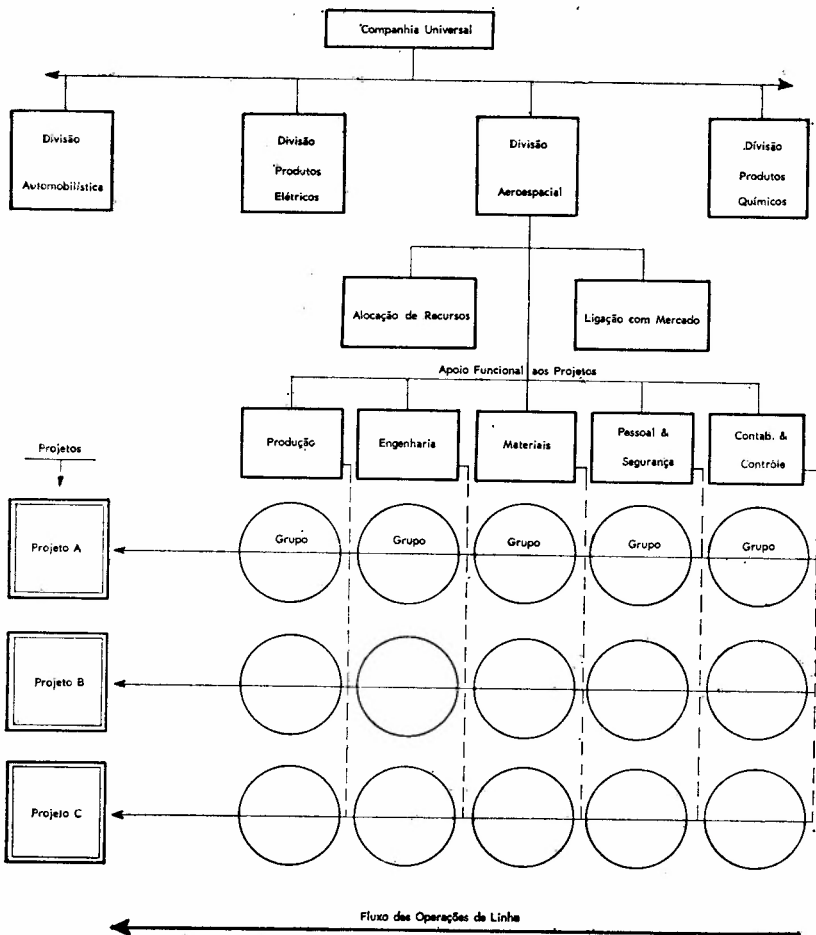 Companhia Universal
Divisão
Automobilística
Divisão
Produtos
Elétricos
Divisão
Aeroespacial
Divisão
Produtos
Químicos
Alocação de Recursos
Ligação com Mercado
Apoio Funcional aos Projetos
Produção
Engenharia
Materiais
Pessoal &
Segurança
Contab. &
Contrôle
Projetos
Projeto A
Grupo
Grupo
Grupo
Grupo
Grupo
Projeto B
Projeto C
Fluxo das Operações de Linha